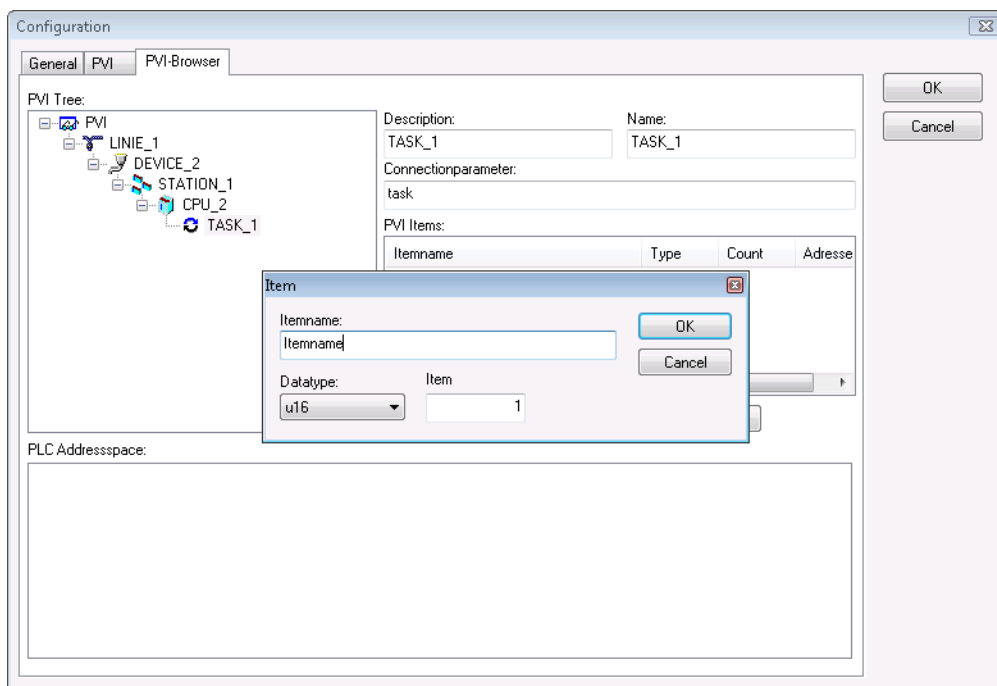 Configuration
General PVI PVI-Browser
OK
Cancel
PVI Tree:
PVI
LINIE_1
DEVICE_2
STATION_1
CPU_2
TASK_1
Description: Name:
TASK_1 TASK_1
Connectionparameter:
task
PVI Items:
Itemname Type Count Adresse
Item
Itemname:
Itemname
OK
Cancel
Datatype: Item
u16 1
PLC Addressspace: